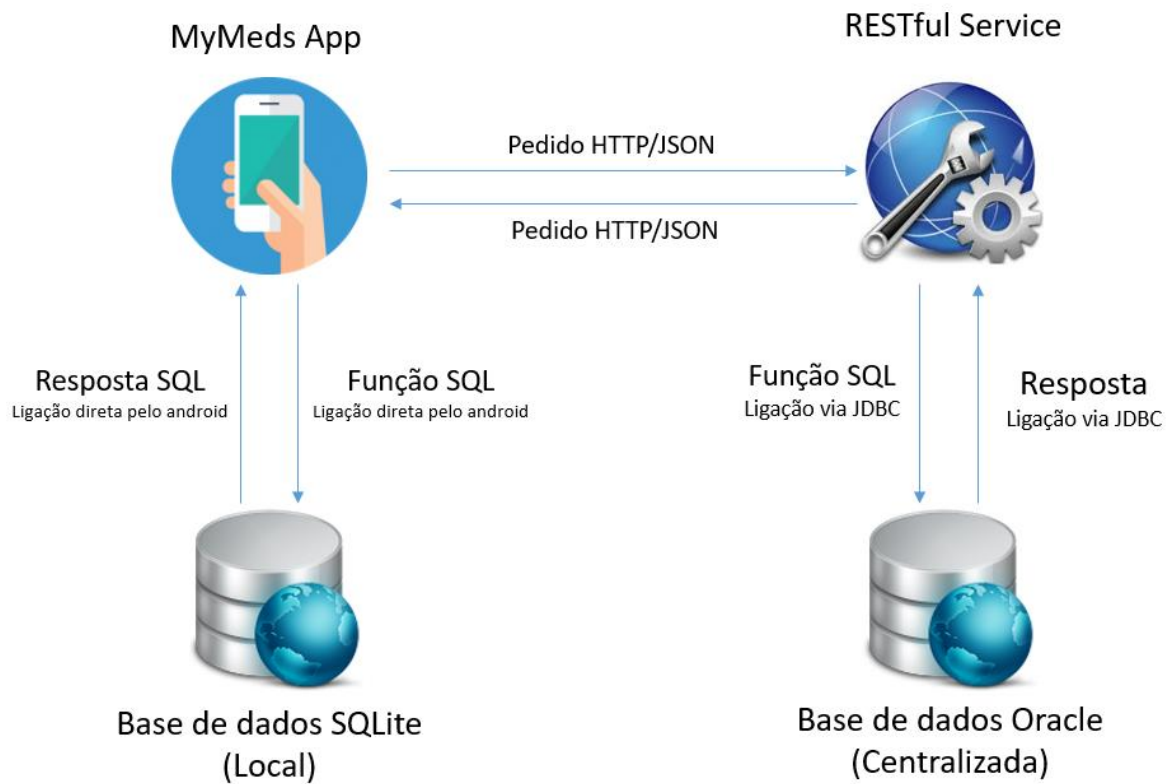 MyMeds App
RESTful Service
Pedido HTTP/JSON
Pedido HTTP/JSON
Resposta SQL
Ligação direta pelo android
Função SQL
Ligação direta pelo android
Função SQL
Ligação via JDBC
Resposta
Ligação via JDBC
Base de dados SQLite
(Local)
Base de dados Oracle
(Centralizada)